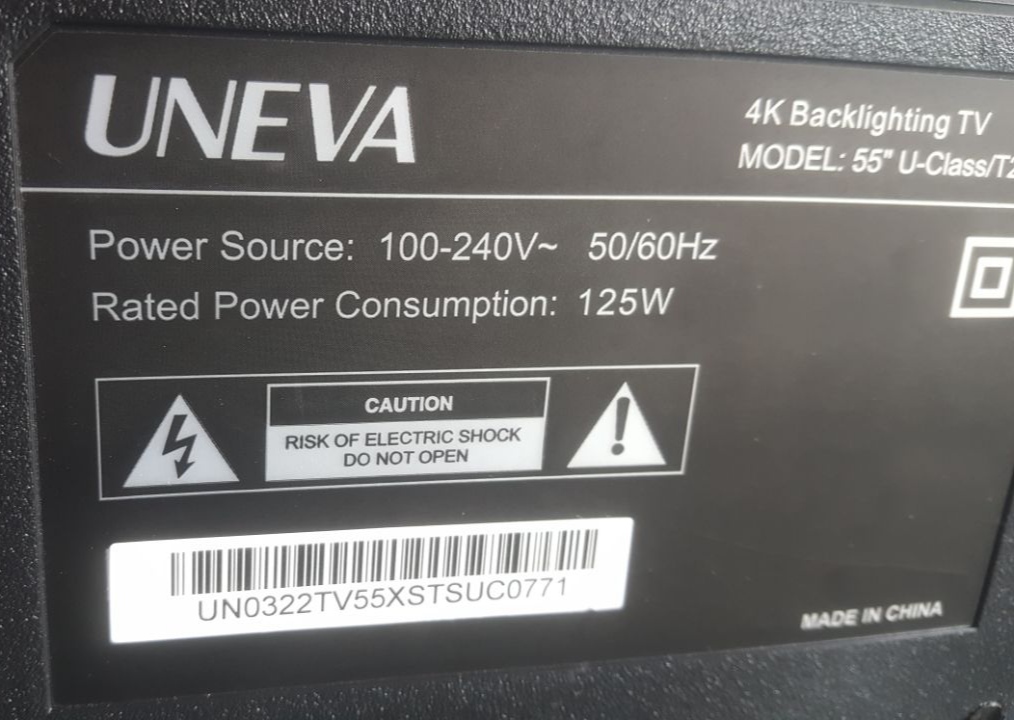 UNEVA
4K Backlighting TV
MODEL: 55" U-Class/T2
Power Source: 100-240V~ 50/60Hz
Rated Power Consumption: 125W
CAUTION
RISK OF ELECTRIC SHOCK
DO NOT OPEN
UN0322TV55XSTSUC0771
MADE IN CHINA